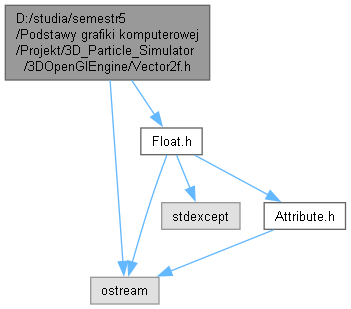 D:/studia/semestr5
/Podstawy grafiki komputerowej
/Projekt/3D_Particle_Simulator
/3DOpenGlEngine/Vector2f.h
Float.h
stdexcept
Attribute.h
ostream